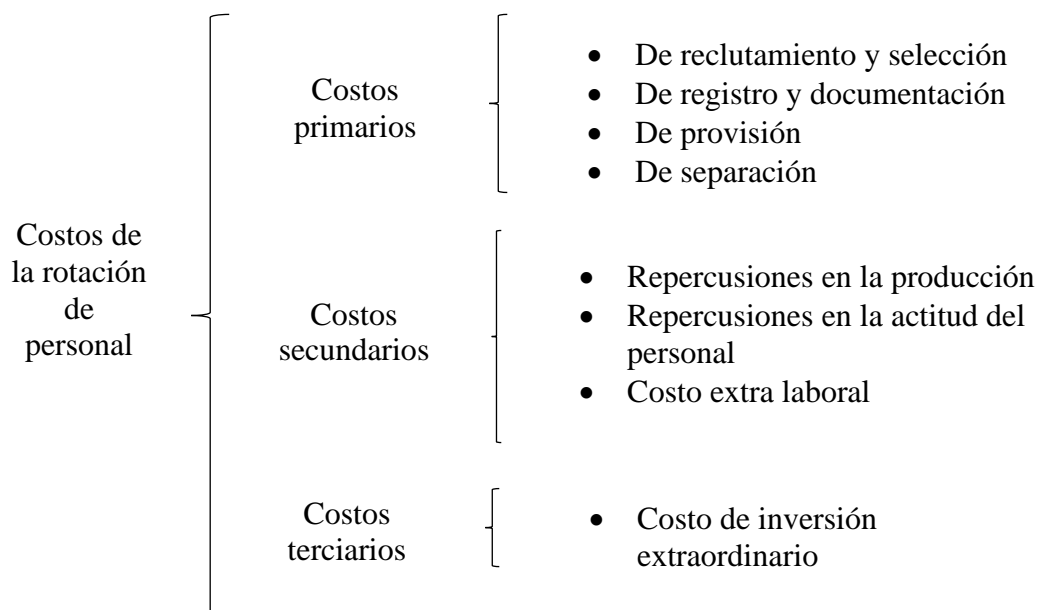 Costos de
la rotación
de
personal
Costos
primarios
• De reclutamiento y selección
• De registro y documentación
• De provisión
• De separación
Costos
secundarios
• Repercusiones en la producción
• Repercusiones en la actitud del
personal
• Costo extra laboral
Costos
terciarios
• Costo de inversión
extraordinario